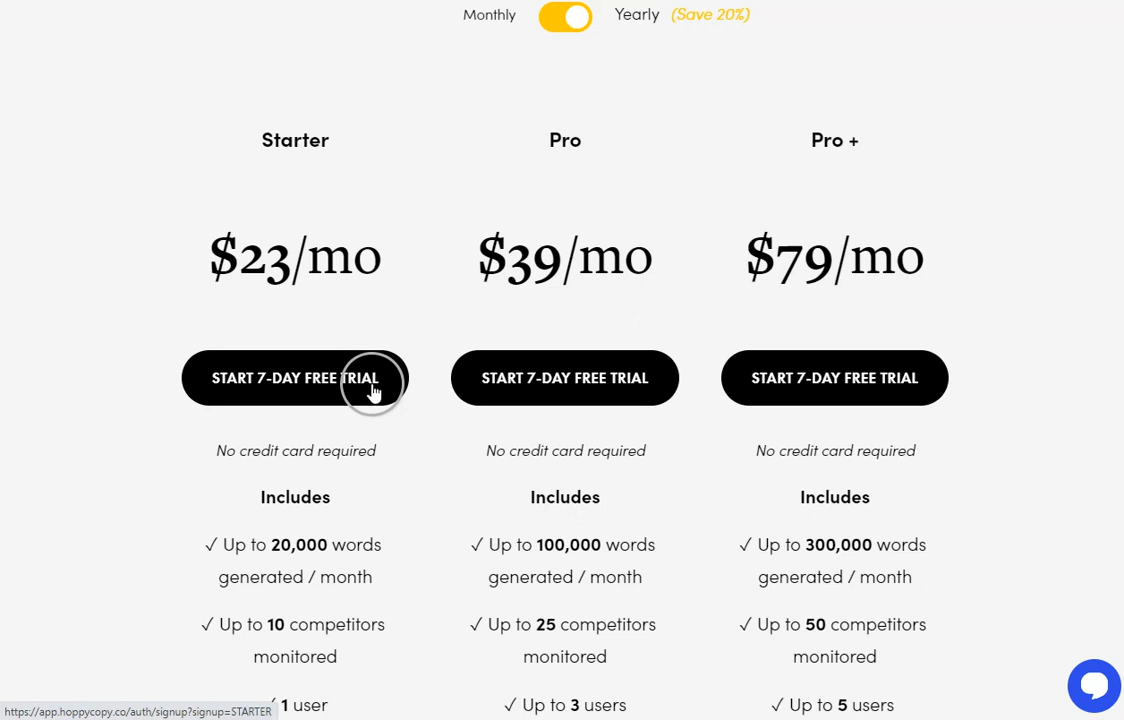 Monthly Yearly (Save 20%)
Starter Pro Pro +
$23/mo $39/mo $79/mo
START 7-DAY FREE TRIAL START 7-DAY FREE TRIAL START 7-DAY FREE TRIAL
No credit card required No credit card required No credit card required
Includes Includes Includes
✓ Up to 20,000 words ✓ Up to 100,000 words ✓ Up to 300,000 words
generated / month generated / month generated / month
✓ Up to 10 competitors ✓ Up to 25 competitors ✓ Up to 50 competitors
monitored monitored monitored
✓ 1 user ✓ Up to 3 users ✓ Up to 5 users
https://app.hoppycopy.co/auth/signup?signup=STARTER